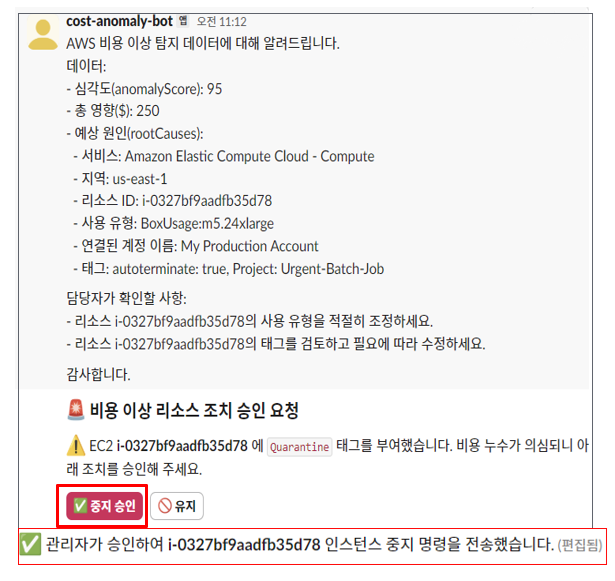 cost-anomaly-bot 앱 오전 11:12
AWS 비용 이상 탐지 데이터에 대해 알려드립니다.
데이터:
- 심각도(anomalyScore): 95
- 총 영향($): 250
- 예상 원인(rootCauses):
- 서비스: Amazon Elastic Compute Cloud - Compute
- 지역: us-east-1
- 리소스 ID: i-0327bf9aadfb35d78
- 사용 유형: BoxUsage:m5.24xlarge
- 연결된 계정 이름: My Production Account
- 태그: autoterminate: true, Project: Urgent-Batch-Job
담당자가 확인할 사항:
- 리소스 i-0327bf9aadfb35d78의 사용 유형을 적절히 조정하세요.
- 리소스 i-0327bf9aadfb35d78의 태그를 검토하고 필요에 따라 수정하세요.
감사합니다.
🚨 비용 이상 리소스 조치 승인 요청
⚠️ EC2 i-0327bf9aadfb35d78 에 Quarantine 태그를 부여했습니다. 비용 누수가 의심되니 아
래 조치를 승인해 주세요.
✅ 중지 승인 🚫 유지
✅ 관리자가 승인하여 i-0327bf9aadfb35d78 인스턴스 중지 명령을 전송했습니다. (편집됨)